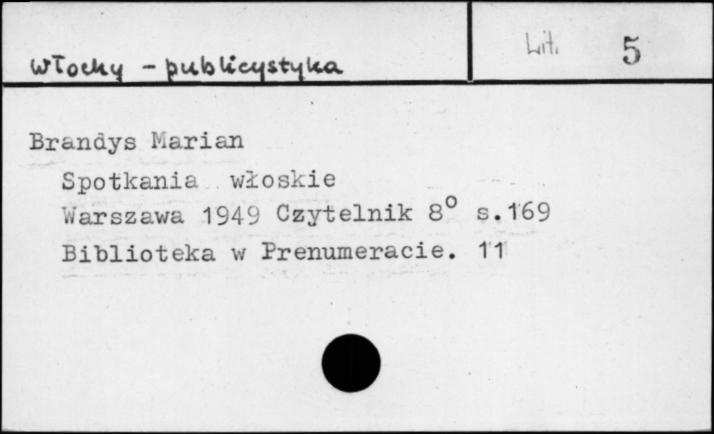 Włochy - publicystyka
Lit. 5
Brandys Marian
Spotkania włoskie
Warszawa 1949 Czytelnik 8° s.169
Biblioteka w Prenumeracie. 11